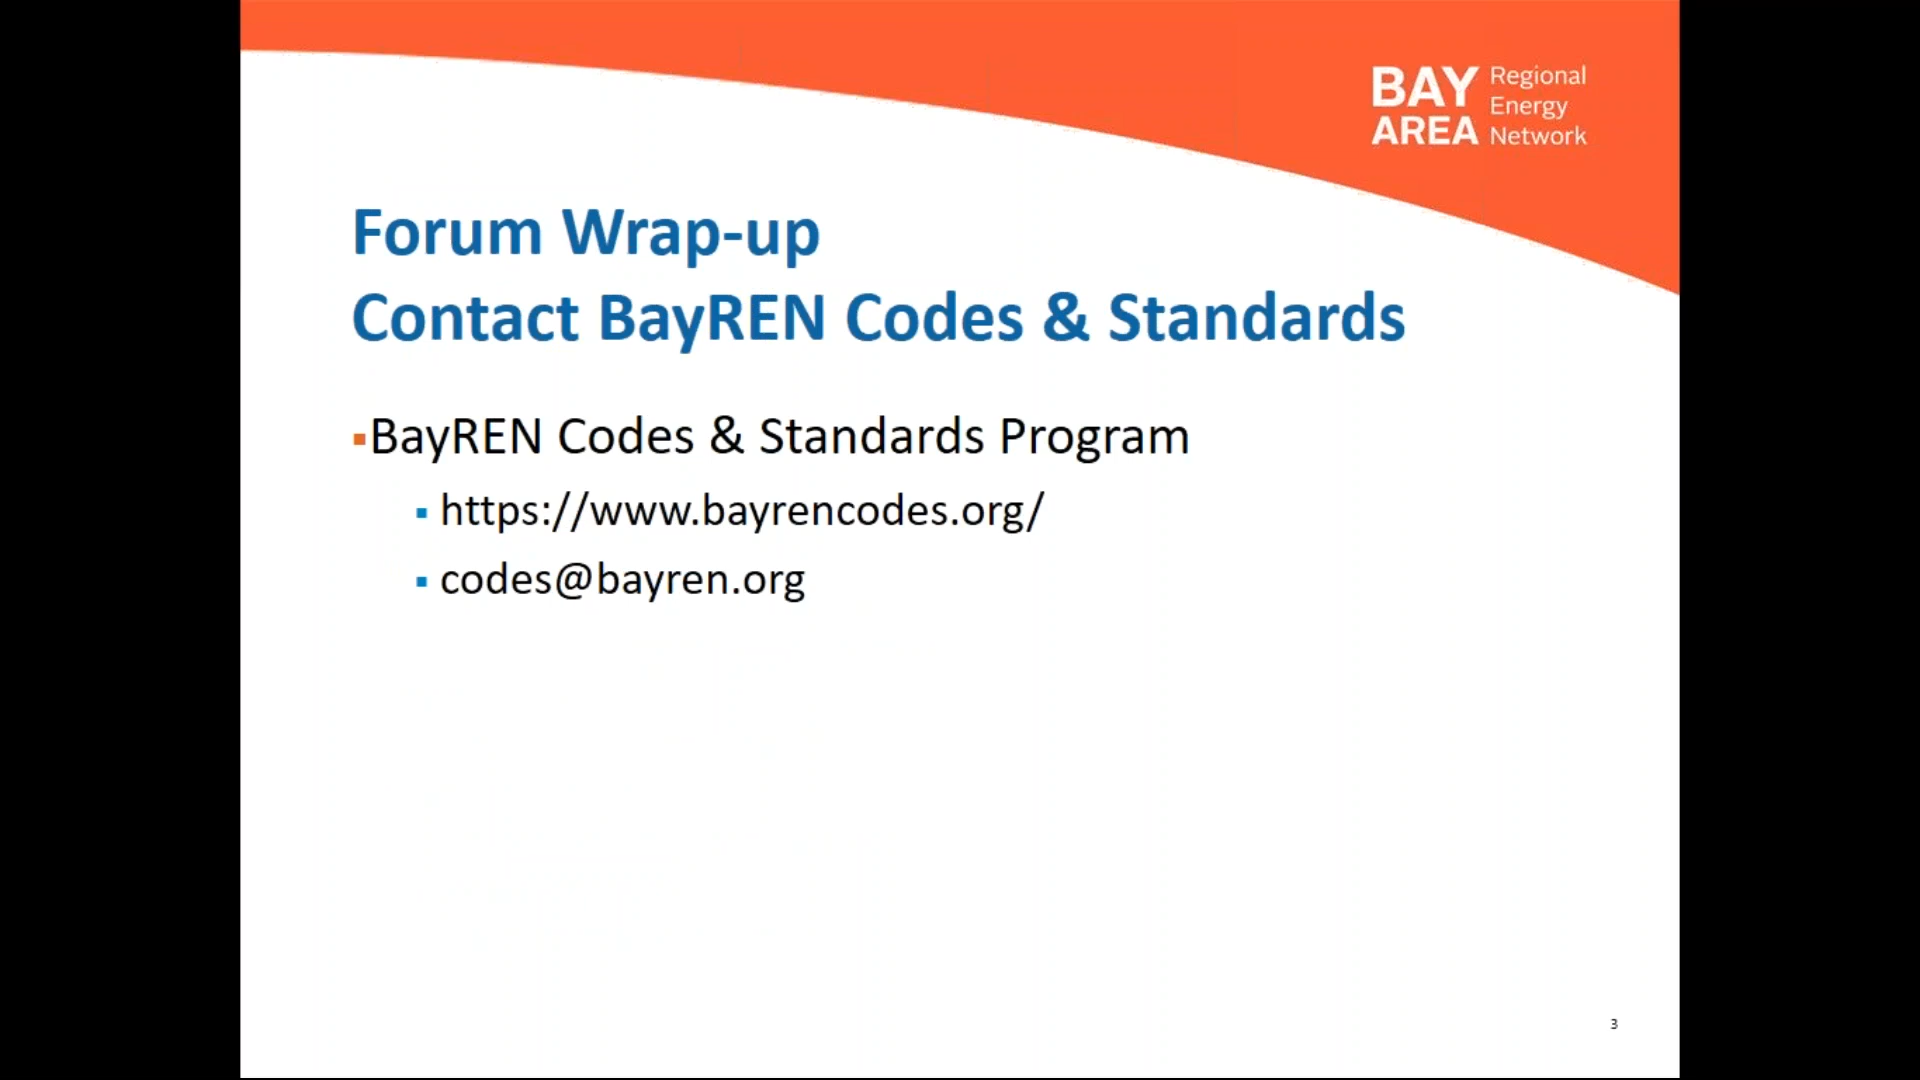 BAY AREA Regional Energy Network
Forum Wrap-up
Contact BayREN Codes & Standards
▪BayREN Codes & Standards Program
▪ https://www.bayrencodes.org/
▪ codes@bayren.org
3